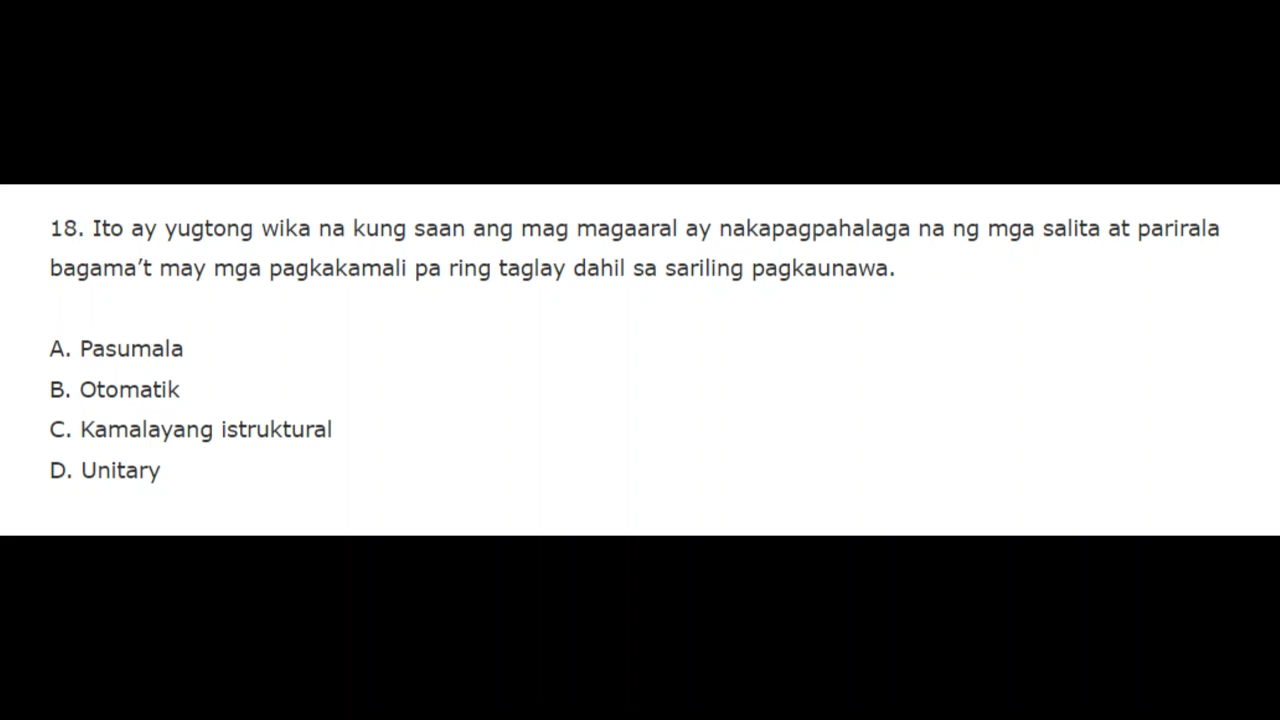 18. Ito ay yugtong wika na kung saan ang mag magaaral ay nakapagpahalaga na ng mga salita at parirala
bagama’t may mga pagkakamali pa ring taglay dahil sa sariling pagkaunawa.
A. Pasumala
B. Otomatik
C. Kamalayang istruktural
D. Unitary